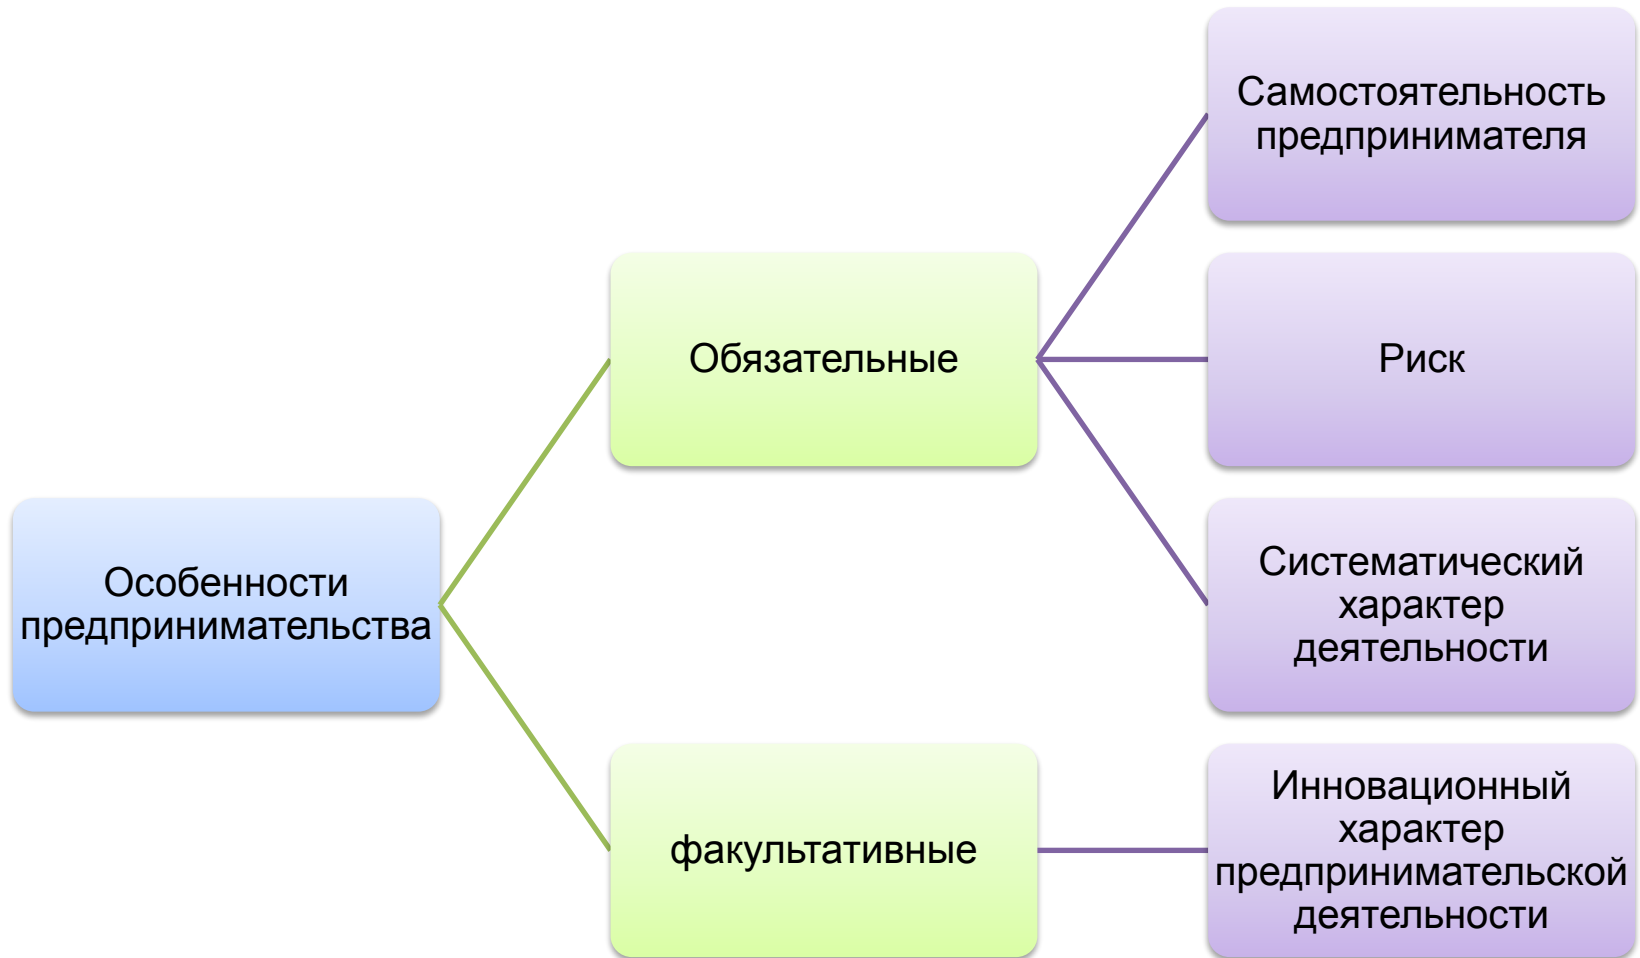 Особенности
предпринимательства
Обязательные
Самостоятельность
предпринимателя
Риск
Систематический
характер
деятельности
факультативные
Инновационный
характер
предпринимательской
деятельности